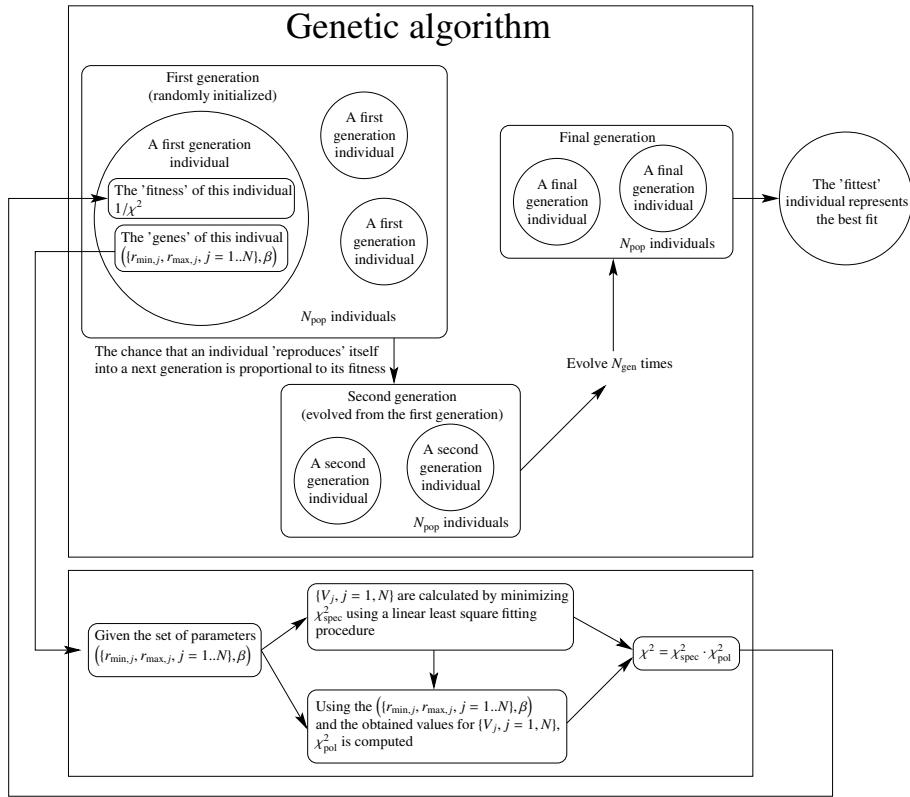 Genetic algorithm
First generation
(randomly initialized)
A first generation
individual
The 'fitness' of this individual
1/χ²
The 'genes' of this indivual
({r_min,j, r_max,j, j = 1..N}, β)
A first
generation
individual
A first
generation
individual
N_pop individuals
The chance that an individual 'reproduces' itself
into a next generation is proportional to its fitness
Second generation
(evolved from the first generation)
A second
generation
individual
A second
generation
individual
N_pop individuals
Evolve N_gen times
Final generation
A final
generation
individual
A final
generation
individual
N_pop individuals
The 'fittest'
individual represents
the best fit
Given the set of parameters
({r_min,j, r_max,j, j = 1..N}, β)
{V_j, j = 1, N} are calculated by minimizing
χ²_spec using a linear least square fitting
procedure
Using the ({r_min,j, r_max,j, j = 1..N}, β)
and the obtained values for {V_j, j = 1, N},
χ²_pol is computed
χ² = χ²_spec · χ²_pol